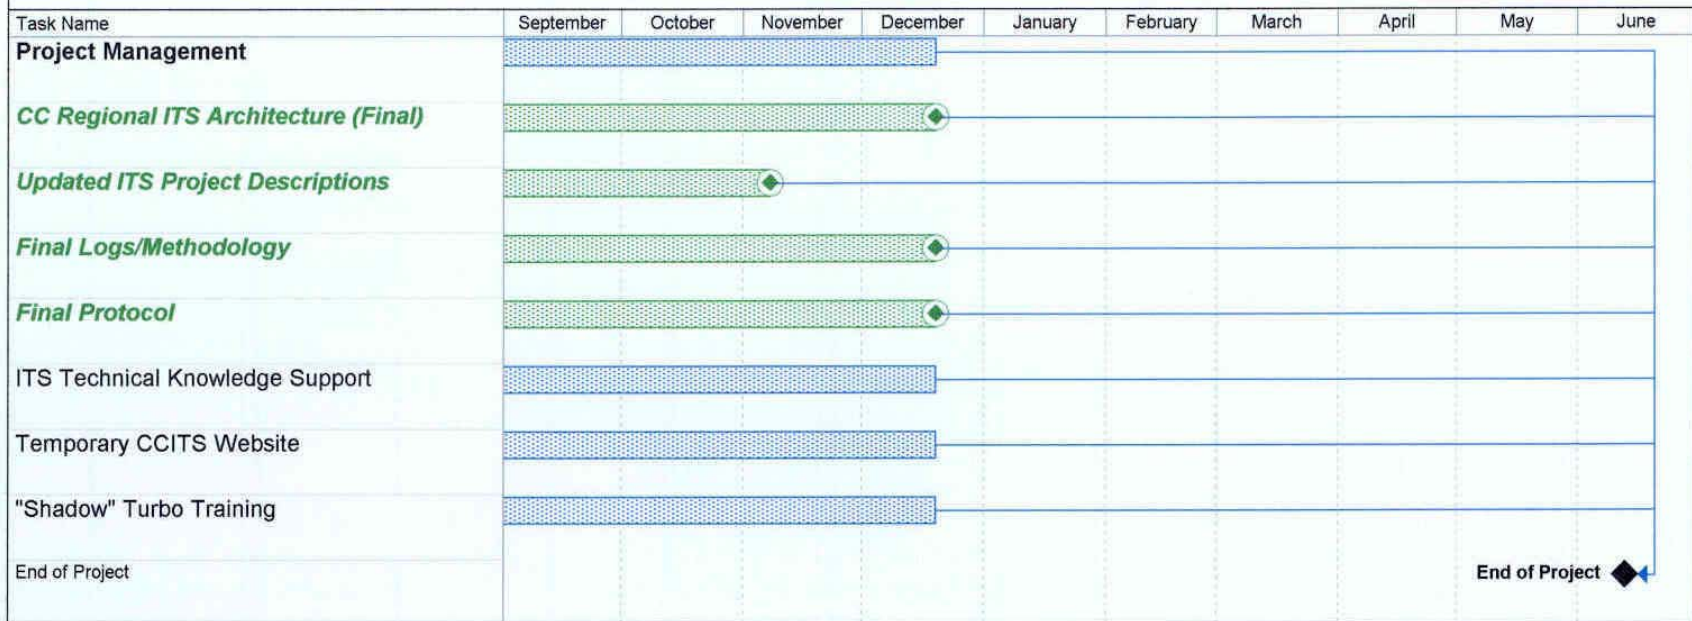 Task Name September October November December January February March April May June
Project Management
CC Regional ITS Architecture (Final)
Updated ITS Project Descriptions
Final Logs/Methodology
Final Protocol
ITS Technical Knowledge Support
Temporary CCITS Website
"Shadow" Turbo Training
End of Project End of Project